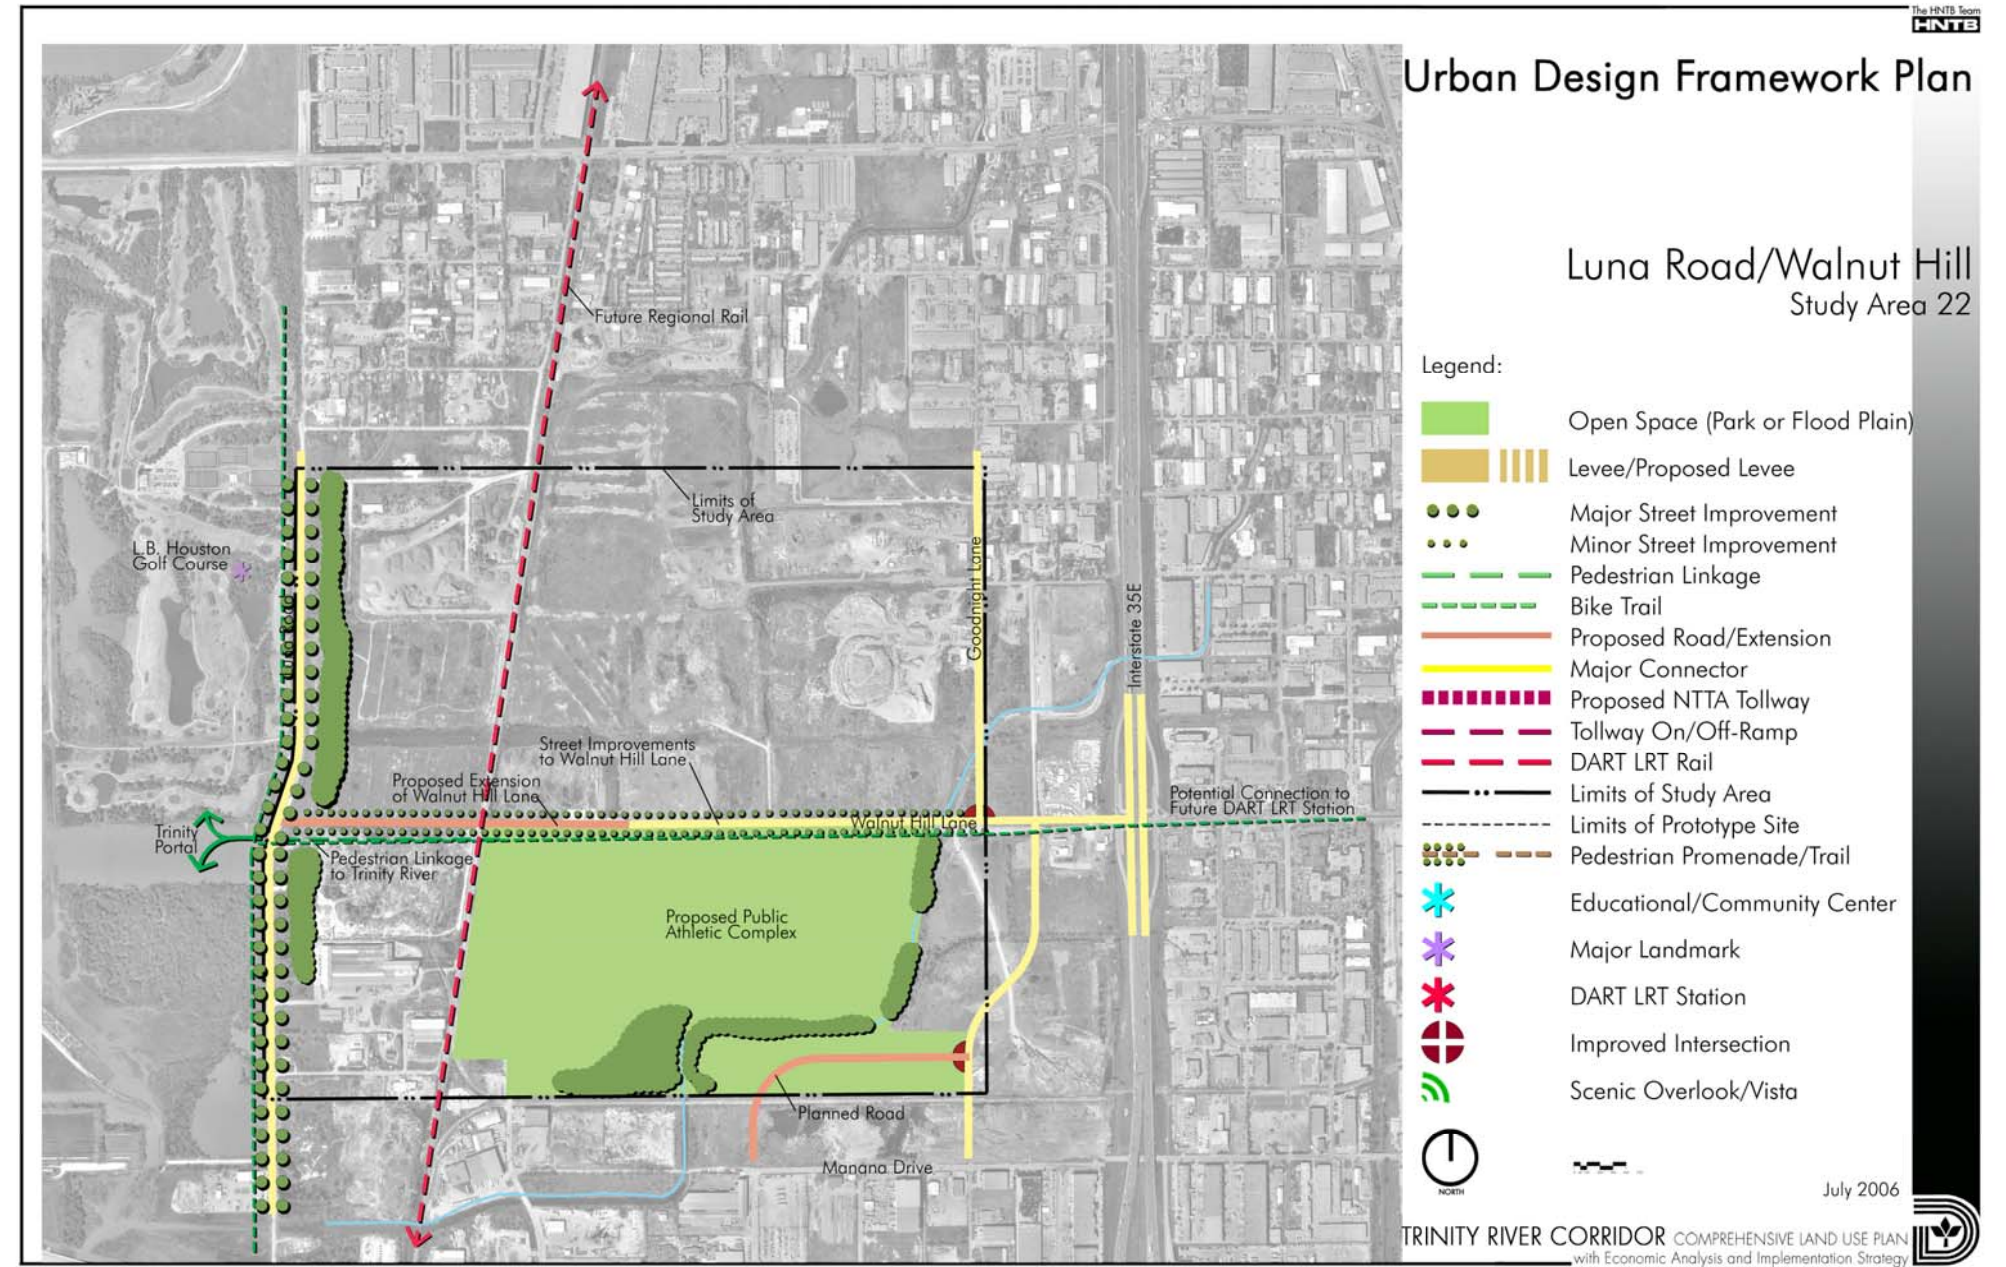 The HNTB Team
HNTB
Urban Design Framework Plan
Luna Road/Walnut Hill
Study Area 22
Legend:
Open Space (Park or Flood Plain)
Levee/Proposed Levee
Major Street Improvement
Minor Street Improvement
Pedestrian Linkage
Bike Trail
Proposed Road/Extension
Major Connector
Proposed NTTA Tollway
Tollway On/Off-Ramp
DART LRT Rail
Limits of Study Area
Limits of Prototype Site
Pedestrian Promenade/Trail
Educational/Community Center
Major Landmark
DART LRT Station
Improved Intersection
Scenic Overlook/Vista
NORTH
July 2006
TRINITY RIVER CORRIDOR COMPREHENSIVE LAND USE PLAN
with Economic Analysis and Implementation Strategy
Future Regional Rail
Limits of
Study Area
L.B. Houston
Golf Course
Goodnight Lane
Interstate 35E
Street Improvements
to Walnut Hill Lane
Proposed Extension
of Walnut Hill Lane
Potential Connection to
Future DART LRT Station
Walnut Hill Lane
Trinity
Portal
Pedestrian Linkage
to Trinity River
Proposed Public
Athletic Complex
Planned Road
Manana Drive